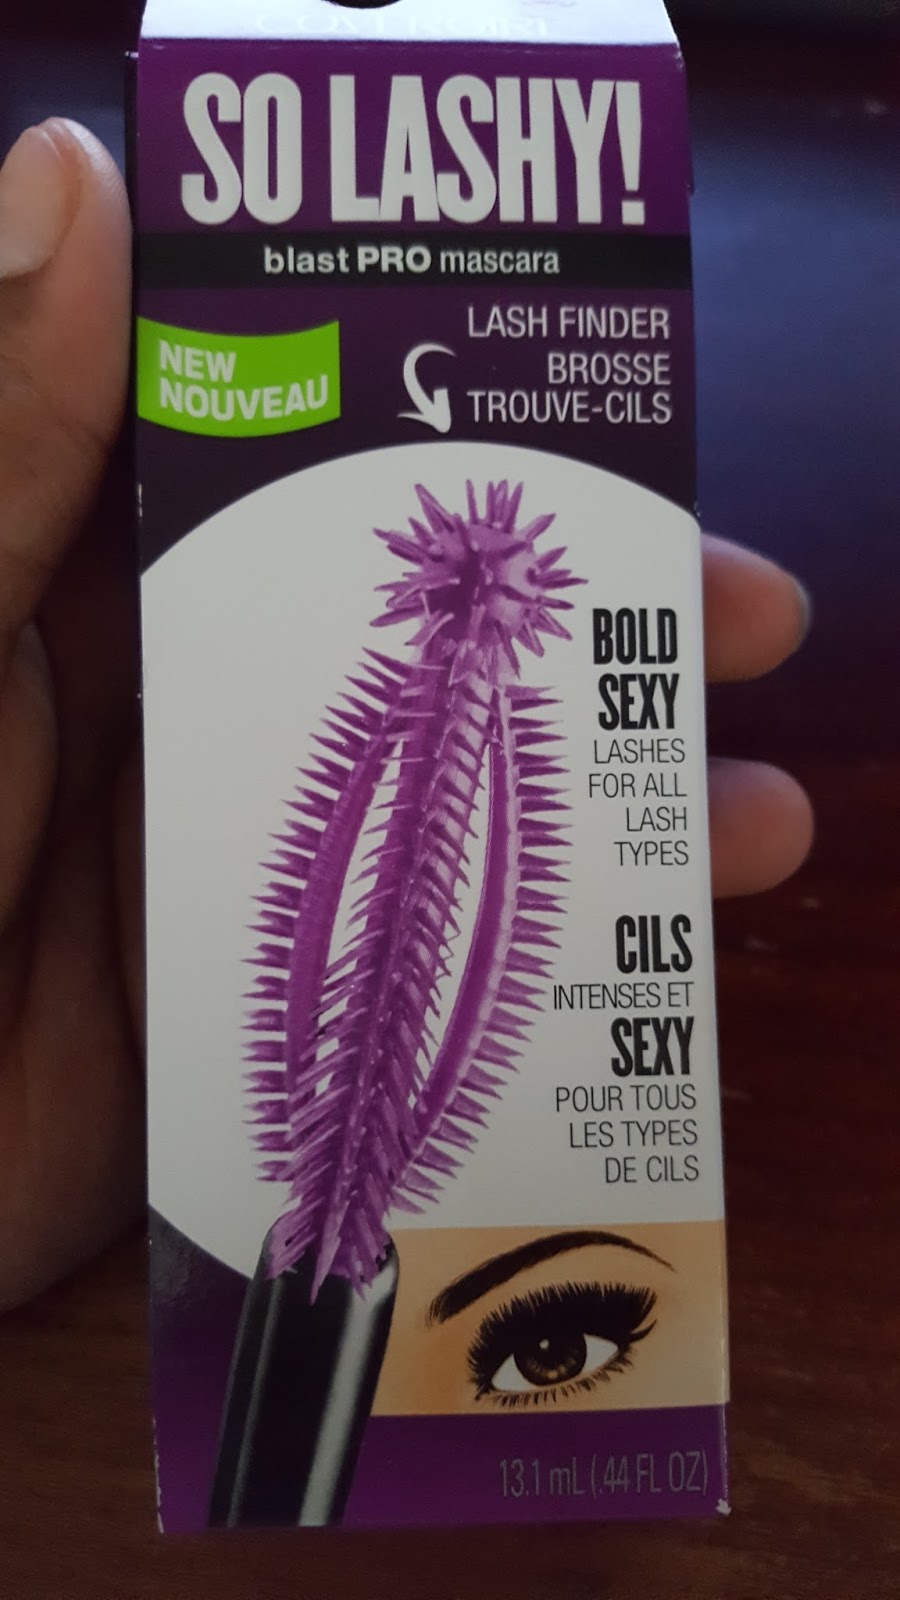 COVERGIRL
SO LASHY!
blast PRO mascara
NEW
NOUVEAU
LASH FINDER
BROSSE
TROUVE-CILS
BOLD
SEXY
LASHES
FOR ALL
LASH
TYPES
CILS
INTENSES ET
SEXY
POUR TOUS
LES TYPES
DE CILS
13.1 mL (.44 FL OZ)